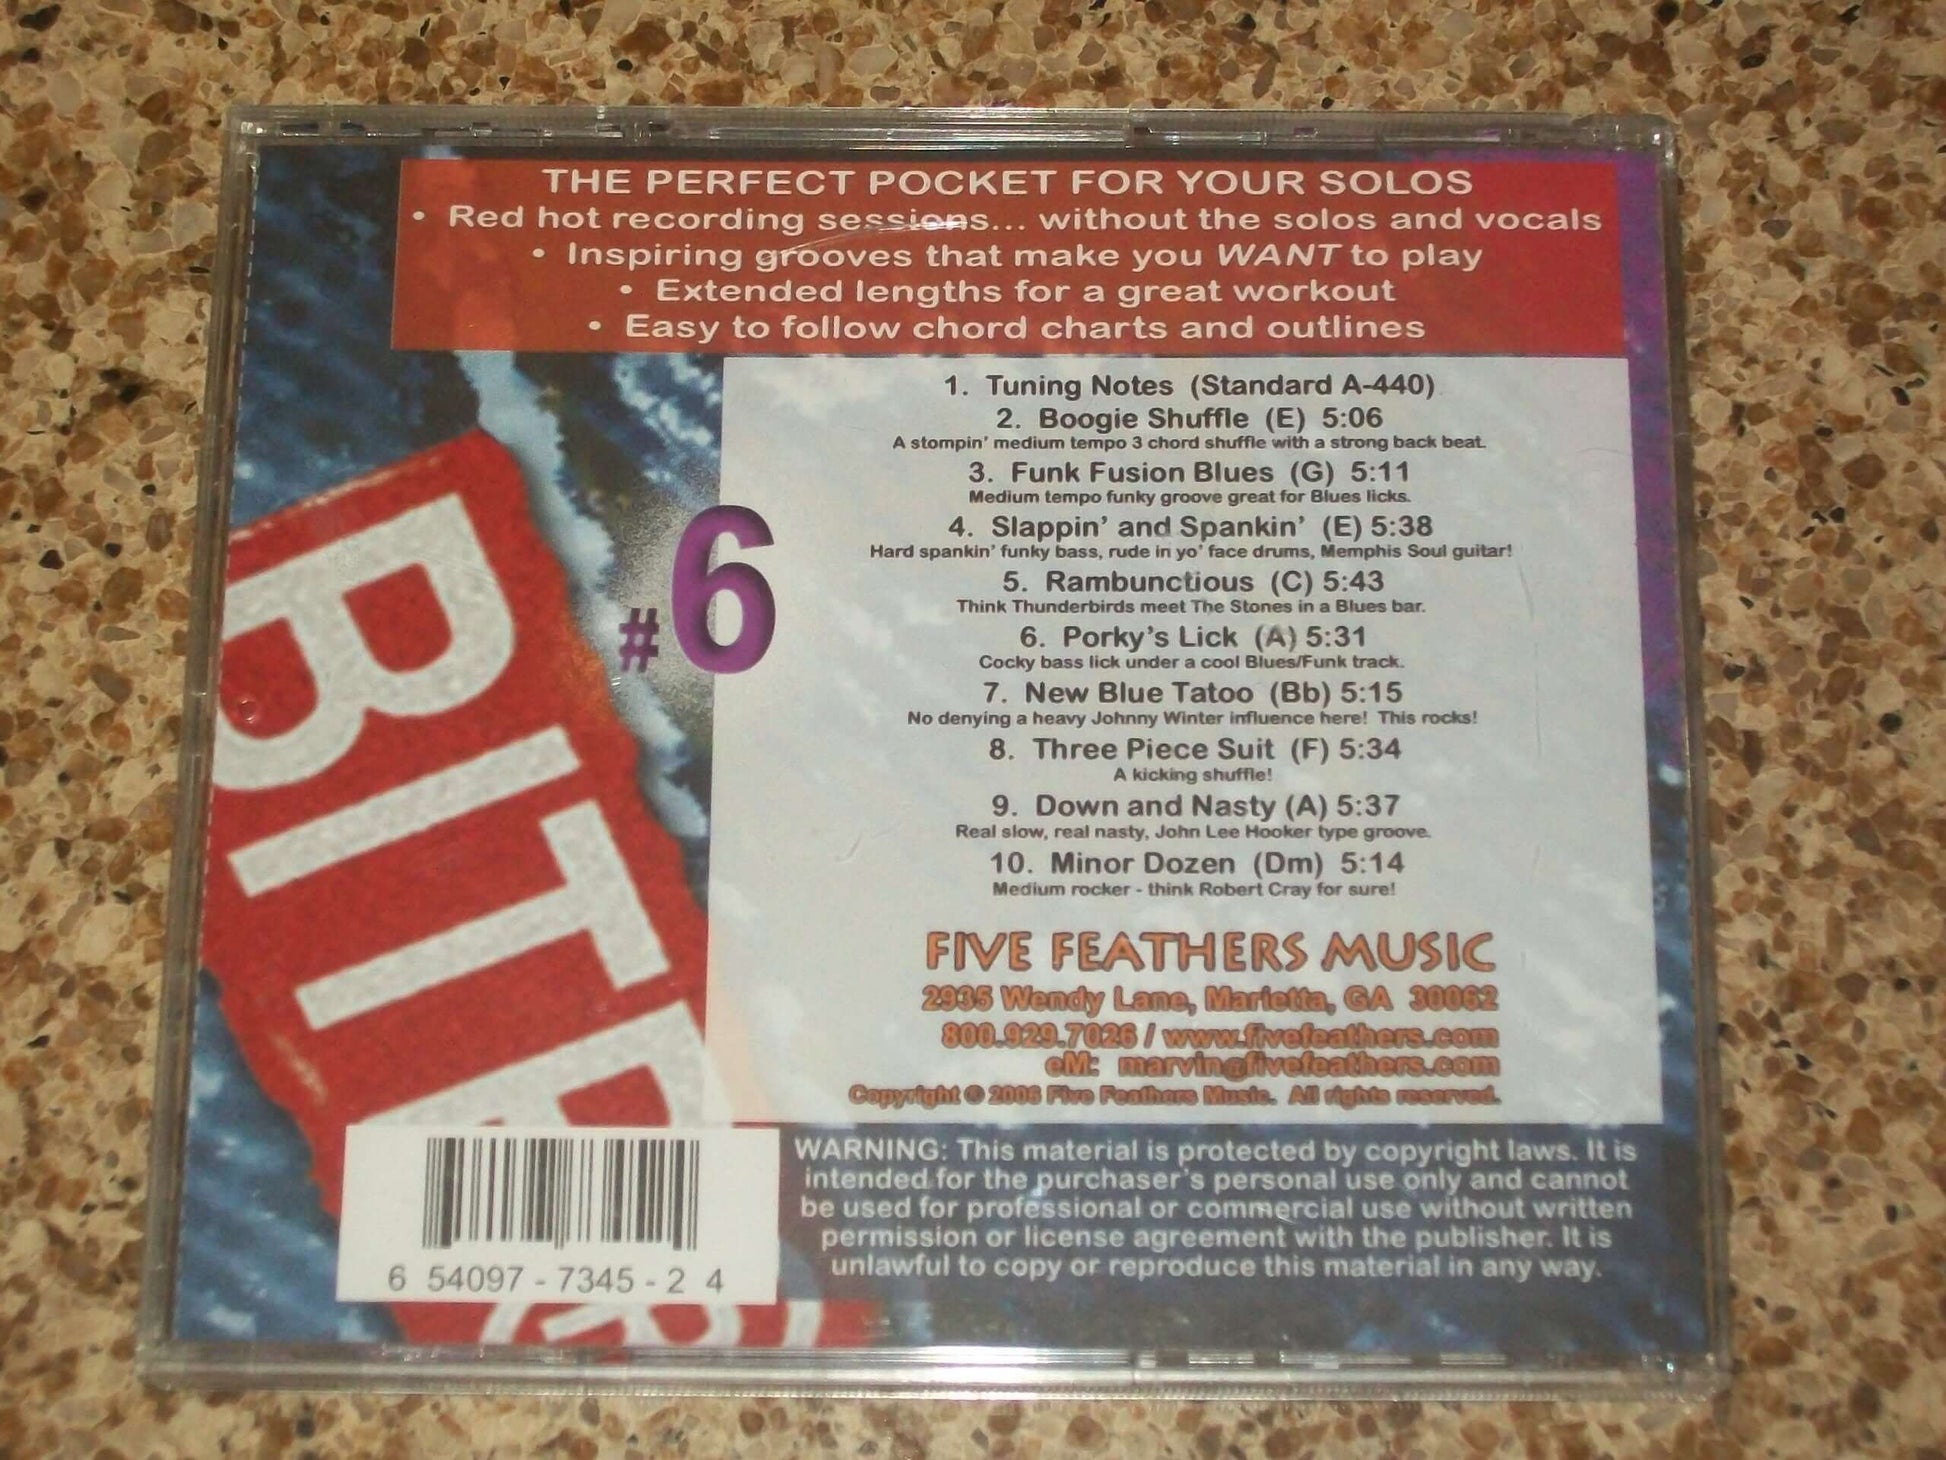 THE PERFECT POCKET FOR YOUR SOLOS
• Red hot recording sessions... without the solos and vocals
• Inspiring grooves that make you WANT to play
• Extended lengths for a great workout
• Easy to follow chord charts and outlines
#6
1. Tuning Notes (Standard A-440)
2. Boogie Shuffle (E) 5:06
A stompin' medium tempo 3 chord shuffle with a strong back beat.
3. Funk Fusion Blues (G) 5:11
Medium tempo funky groove great for Blues licks.
4. Slappin' and Spankin' (E) 5:38
Hard spankin' funky bass, rude in yo' face drums, Memphis Soul guitar!
5. Rambunctious (C) 5:43
Think Thunderbirds meet The Stones in a Blues bar.
6. Porky's Lick (A) 5:31
Cocky bass lick under a cool Blues/Funk track.
7. New Blue Tatoo (Bb) 5:15
No denying a heavy Johnny Winter influence here! This rocks!
8. Three Piece Suit (F) 5:34
A kicking shuffle!
9. Down and Nasty (A) 5:37
Real slow, real nasty, John Lee Hooker type groove.
10. Minor Dozen (Dm) 5:14
Medium rocker - think Robert Cray for sure!
FIVE FEATHERS MUSIC
2935 Wendy Lane, Marietta, GA 30062
800.929.7026 / www.fivefeathers.com
eM: marvin@fivefeathers.com
Copyright © 2006 Five Feathers Music. All rights reserved.
WARNING: This material is protected by copyright laws. It is
intended for the purchaser's personal use only and cannot
be used for professional or commercial use without written
permission or license agreement with the publisher. It is
unlawful to copy or reproduce this material in any way.
6 54097 - 7345 - 2 4